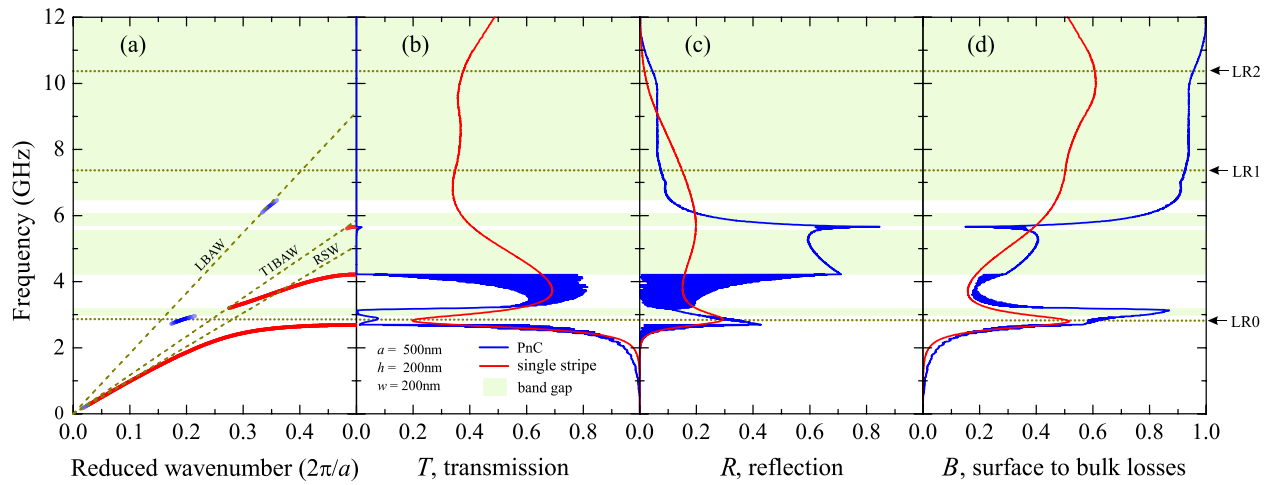 12
10
8
6
4
2
0
Frequency (GHz)
(a)
(b)
(c)
(d)
LBAW
T1BAW
RSW
LR2
LR1
LR0
a = 500nm
h = 200nm
w = 200nm
PnC
single stripe
band gap
0.0 0.1 0.2 0.3 0.4 0.0 0.2 0.4 0.6 0.8 0.0 0.2 0.4 0.6 0.8 0.0 0.2 0.4 0.6 0.8 1.0
Reduced wavenumber (2π/a)
T, transmission
R, reflection
B, surface to bulk losses